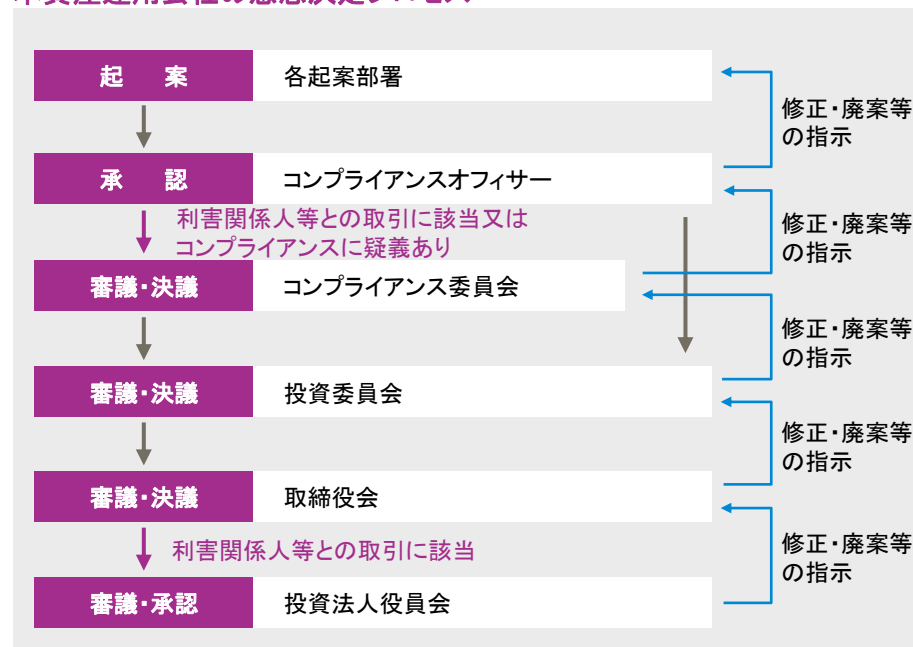 起　案
各起案部署
修正・廃案等
の指示
承　認
コンプライアンスオフィサー
利害関係人等との取引に該当又は
コンプライアンスに疑義あり
修正・廃案等
の指示
審議・決議
コンプライアンス委員会
修正・廃案等
の指示
審議・決議
投資委員会
修正・廃案等
の指示
審議・決議
取締役会
利害関係人等との取引に該当
修正・廃案等
の指示
審議・承認
投資法人役員会